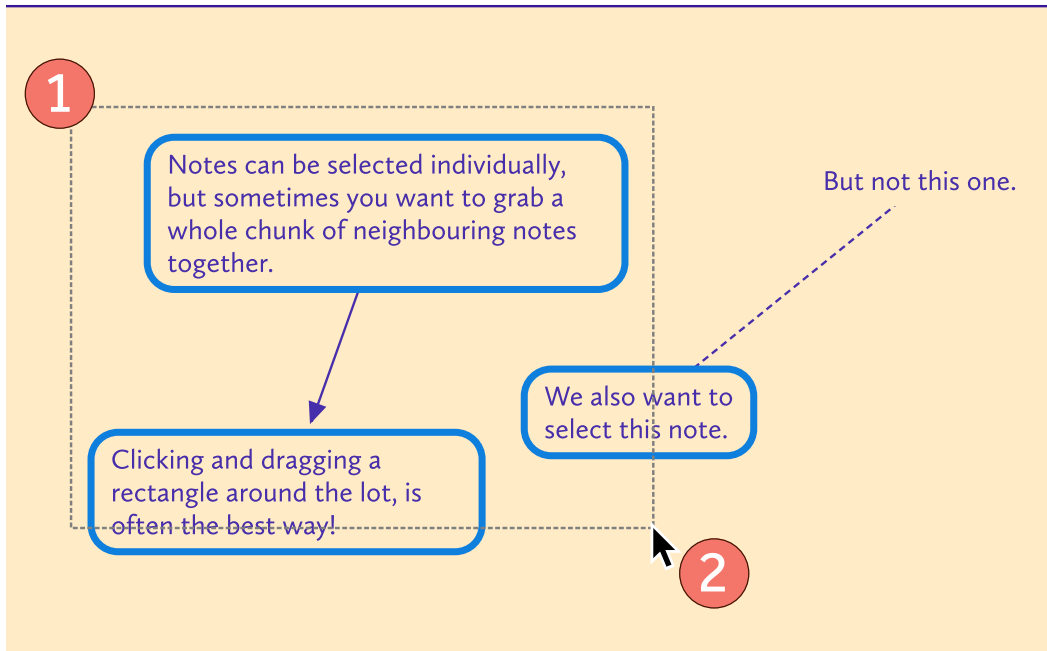 1
Notes can be selected individually,
but sometimes you want to grab a
whole chunk of neighbouring notes
together.
But not this one.
We also want to
select this note.
Clicking and dragging a
rectangle around the lot, is
often the best way!
2